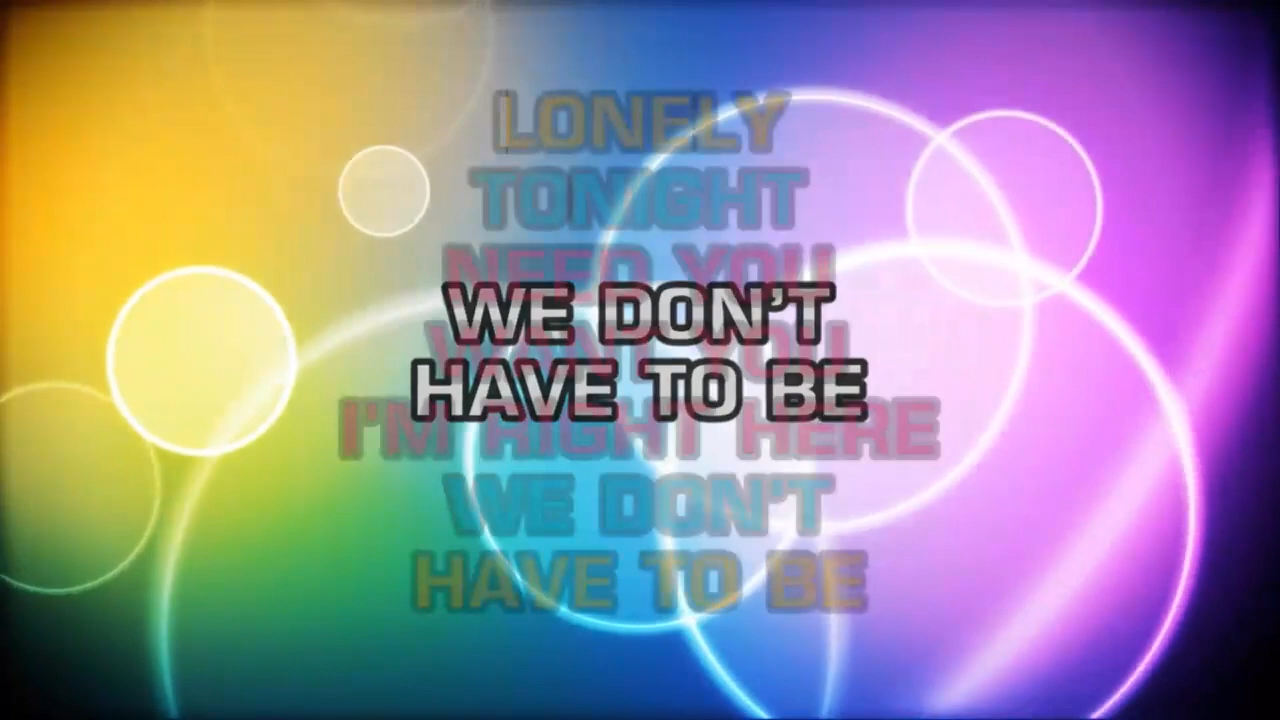 LONELY
TONIGHT
NEED YOU
WE DON'T
WANT YOU
HAVE TO BE
I'M RIGHT HERE
WE DON'T
HAVE TO BE